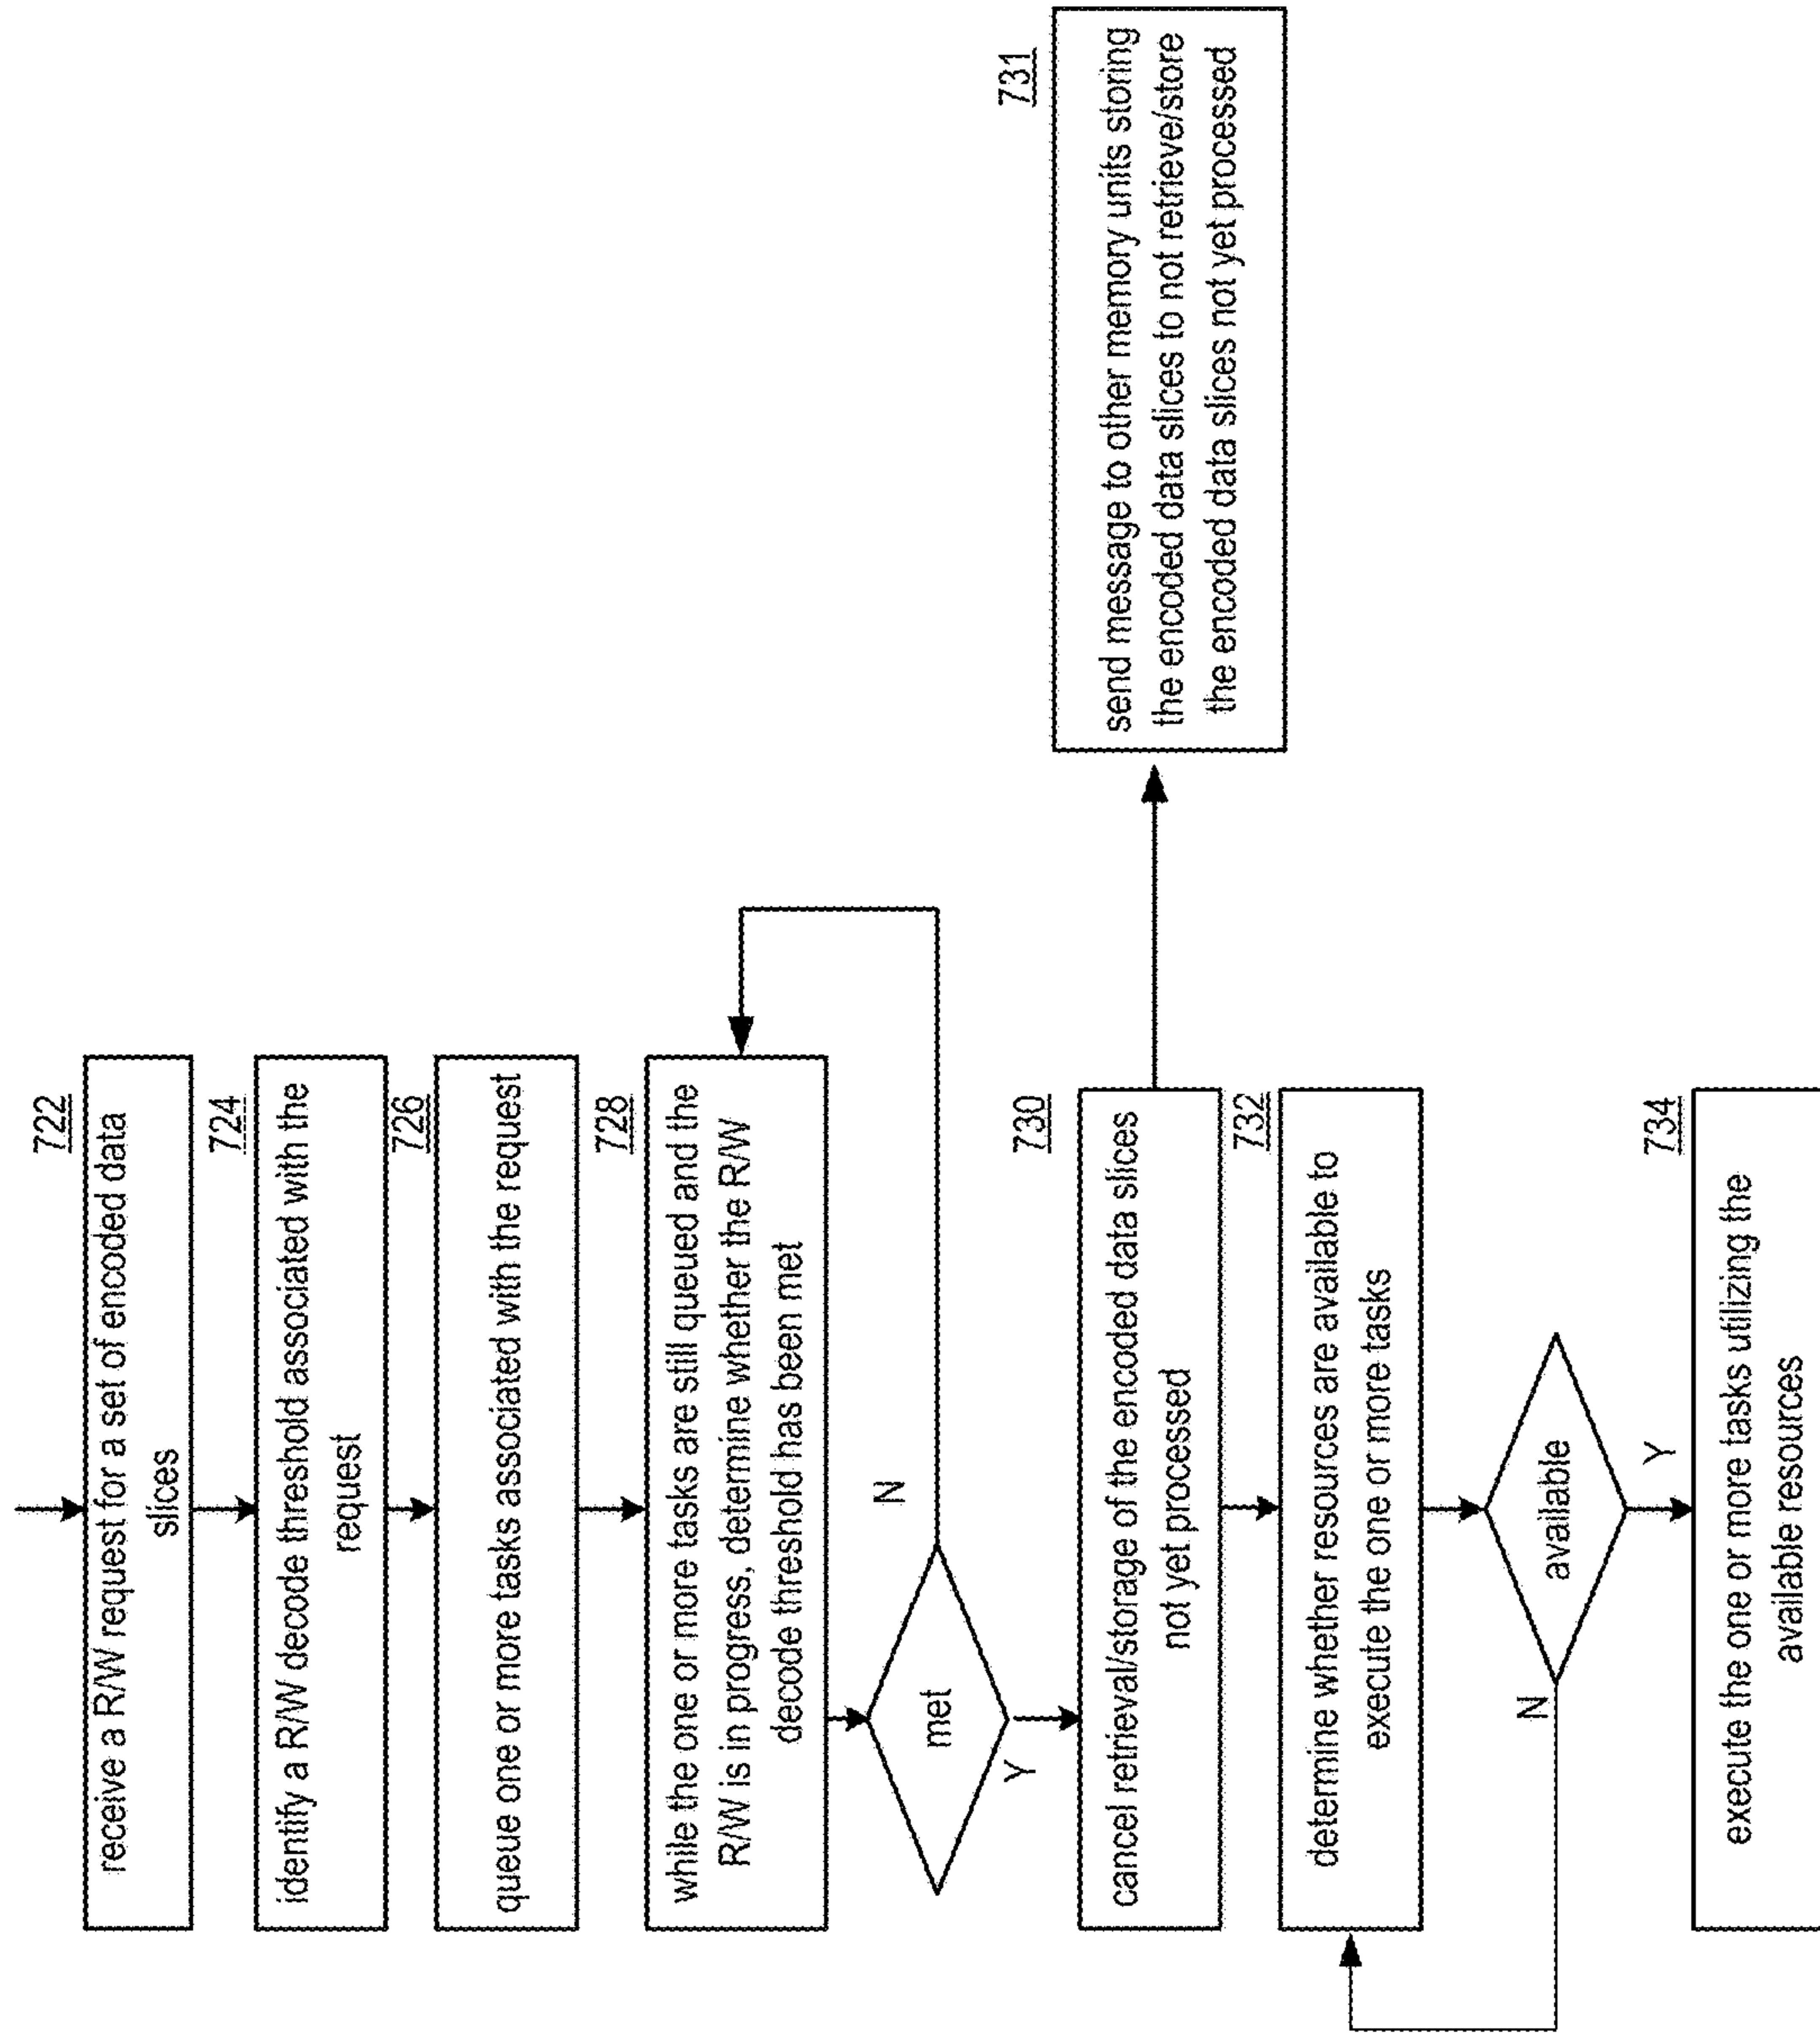 722
receive a R/W request for a set of encoded data
slices
724
identify a R/W decode threshold associated with the
request
726
queue one or more tasks associated with the request
728
while the one or more tasks are still queued and the
R/W is in progress, determine whether the R/W
decode threshold has been met
met
N
Y
730
cancel retrieval/storage of the encoded data slices
not yet processed
731
send message to other memory units storing
the encoded data slices to not retrieve/store
the encoded data slices not yet processed
732
determine whether resources are available to
execute the one or more tasks
available
N
Y
734
execute the one or more tasks utilizing the
available resources